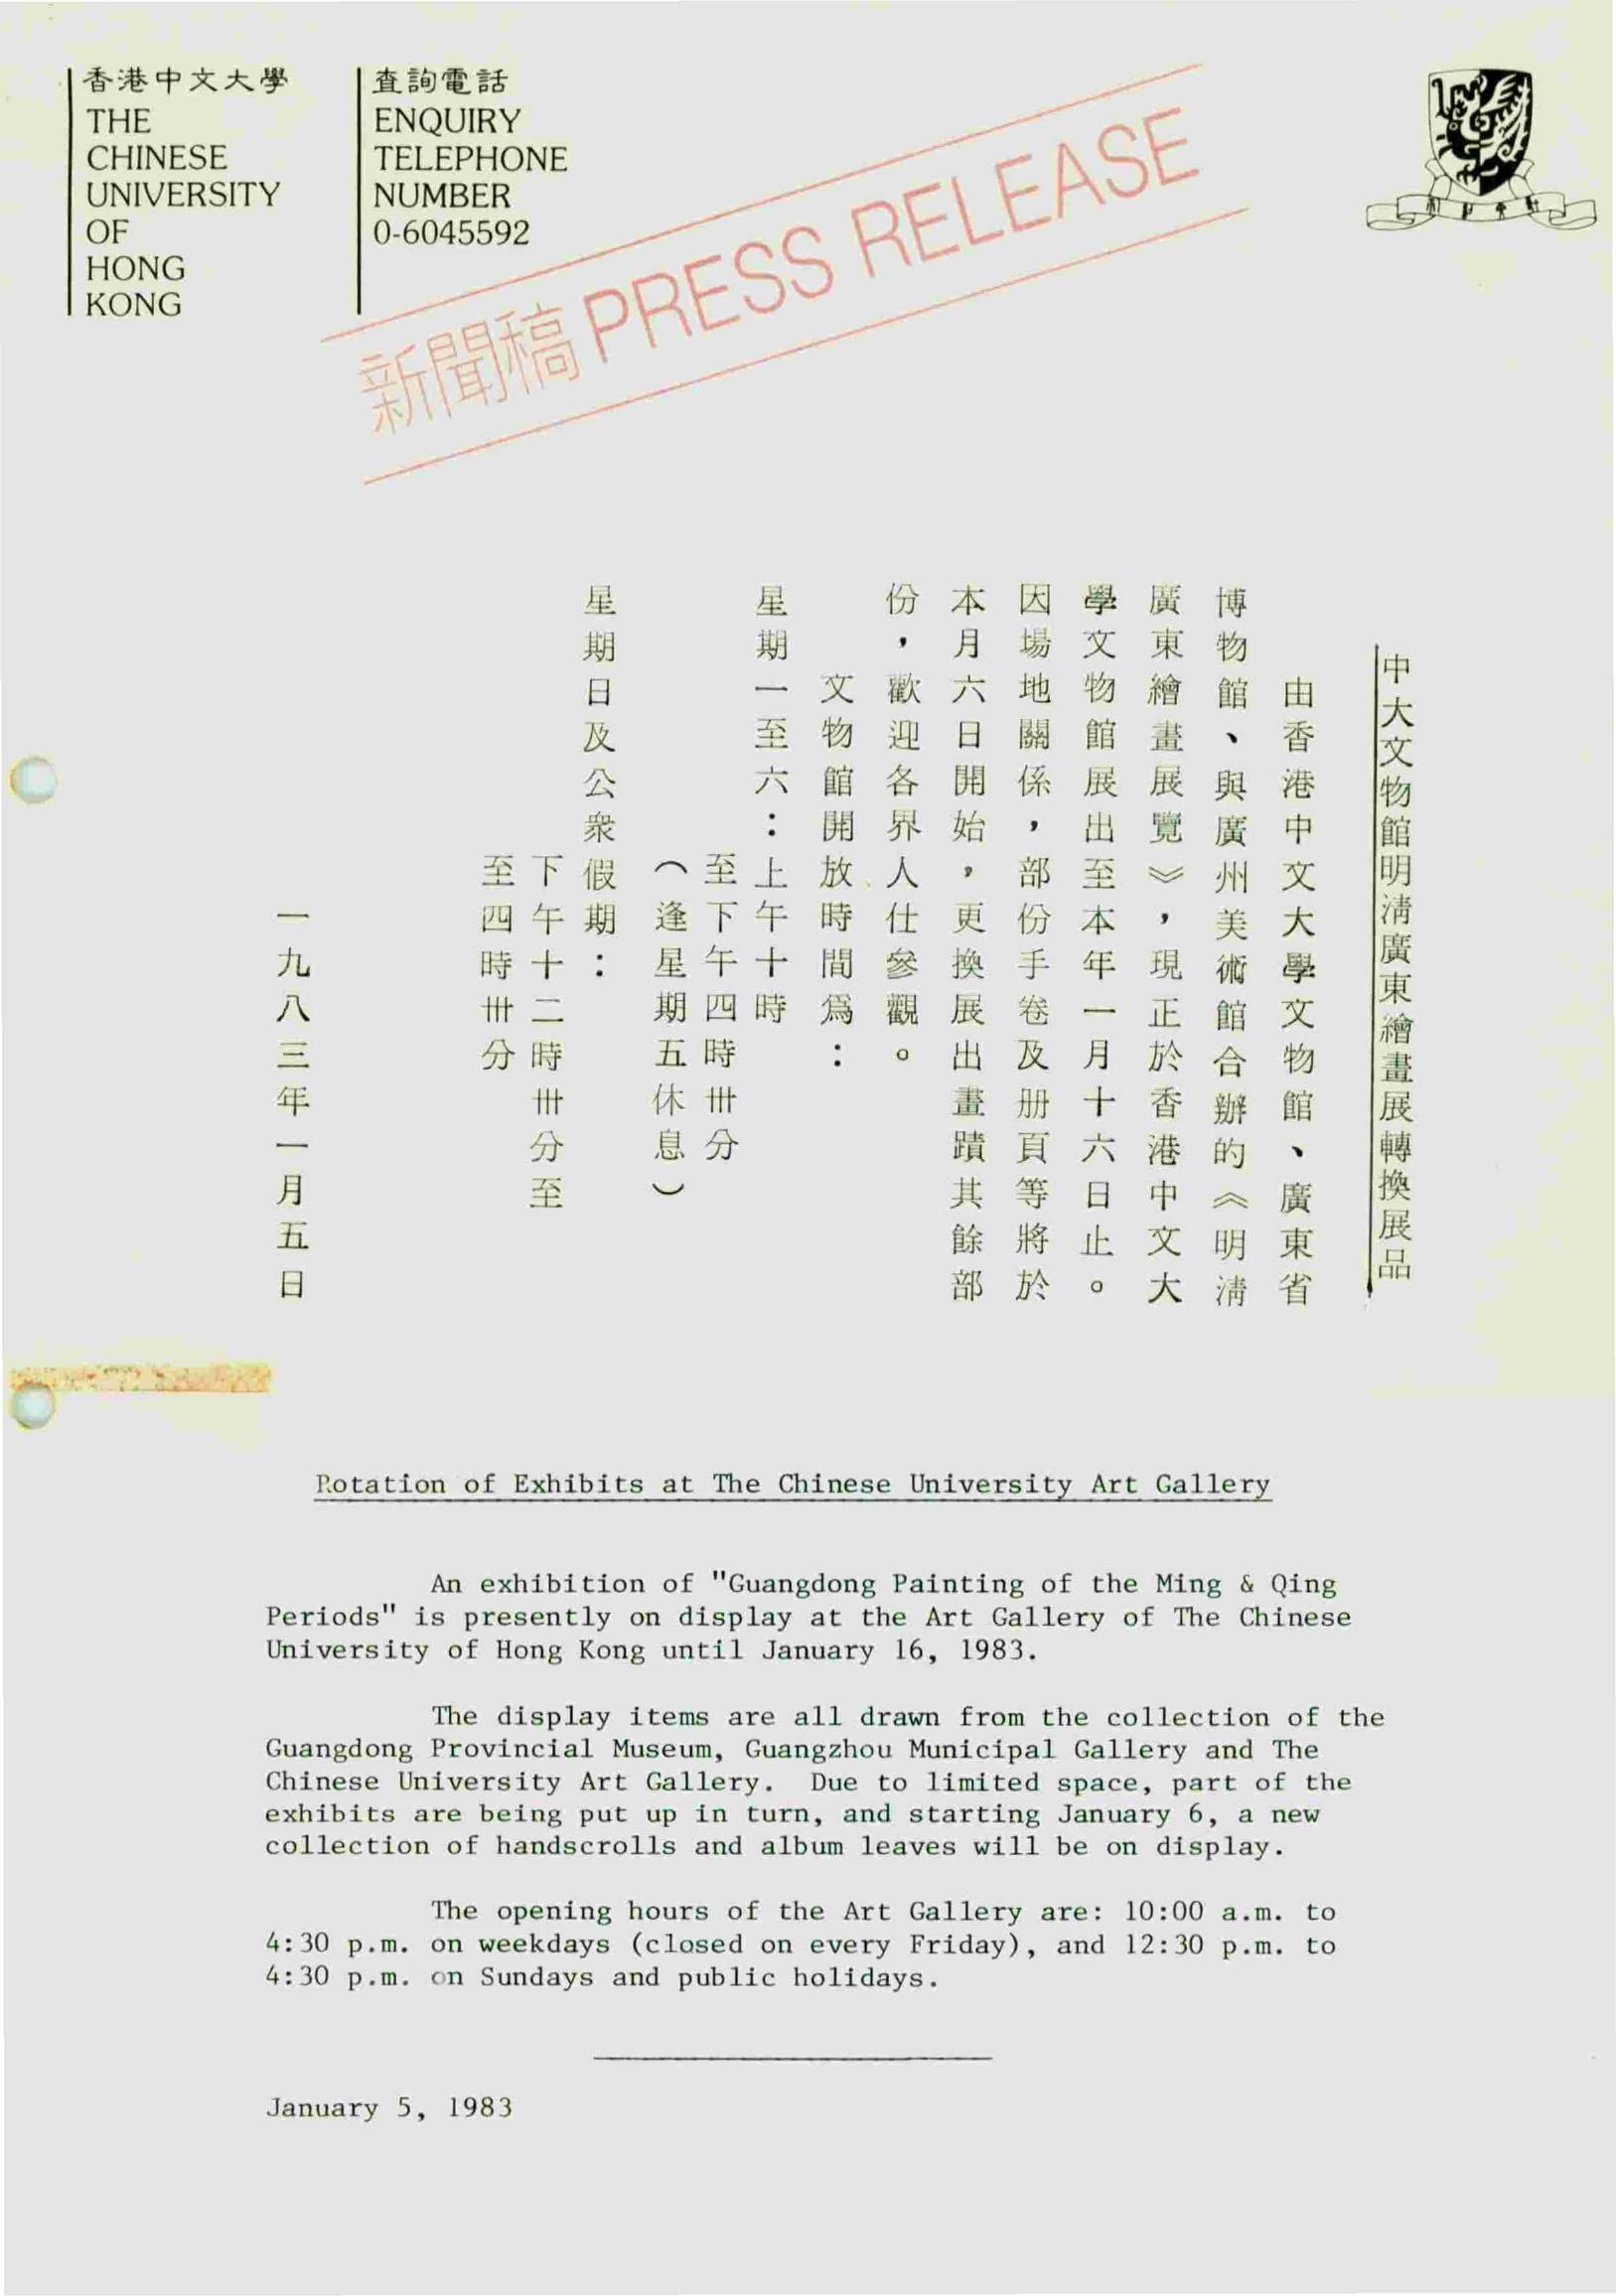 香港中文大學
THE
CHINESE
UNIVERSITY
OF
HONG
KONG
查詢電話
ENQUIRY
TELEPHONE
NUMBER
0-6045592
新聞稿 PRESS RELEASE
中大文物館明清廣東繪畫展轉換展品
由香港中文大學文物館、廣東省
博物館、與廣州美術館合辦的《明清
廣東繪畫展覽》，現正於香港中文大
學文物館展出至本年一月十六日止。
因場地關係，部份手卷及册頁等將於
本月六日開始，更換展出畫蹟其餘部
份，歡迎各界人仕參觀。
文物館開放時間爲：
星期一至六：上午十時
至下午四時卅分
（逢星期五休息）
星期日及公衆假期：
下午十二時卅分至
至四時卅分
一九八三年一月五日
Rotation of Exhibits at The Chinese University Art Gallery
An exhibition of "Guangdong Painting of the Ming & Qing
Periods" is presently on display at the Art Gallery of The Chinese
University of Hong Kong until January 16, 1983.
The display items are all drawn from the collection of the
Guangdong Provincial Museum, Guangzhou Municipal Gallery and The
Chinese University Art Gallery. Due to limited space, part of the
exhibits are being put up in turn, and starting January 6, a new
collection of handscrolls and album leaves will be on display.
The opening hours of the Art Gallery are: 10:00 a.m. to
4:30 p.m. on weekdays (closed on every Friday), and 12:30 p.m. to
4:30 p.m. on Sundays and public holidays.
January 5, 1983